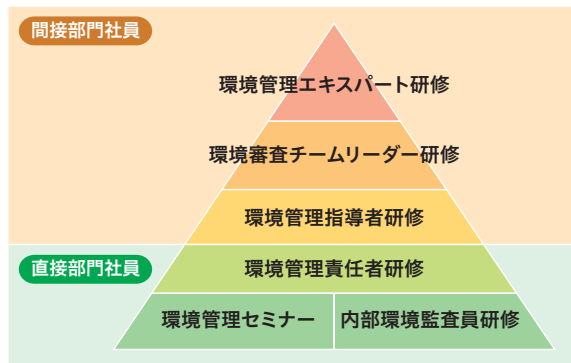 間接部門社員
環境管理エキスパート研修
環境審査チームリーダー研修
環境管理指導者研修
直接部門社員
環境管理責任者研修
環境管理セミナー
内部環境監査員研修